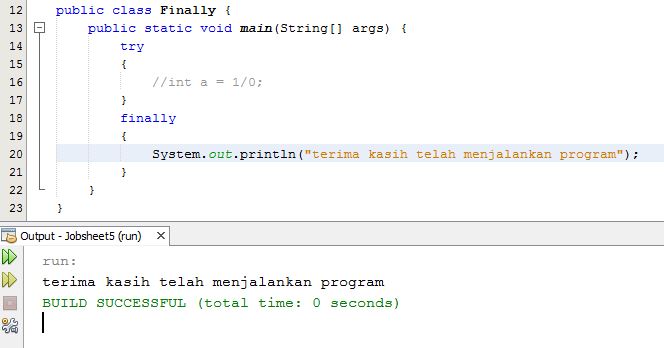 12 public class Finally {
13 public static void main(String[] args) {
14 try
15 {
16 //int a = 1/0;
17 }
18 finally
19 {
20 System.out.println("terima kasih telah menjalankan program");
21 }
22 }
23 }
Output - Jobsheet5 (run) ×
run:
terima kasih telah menjalankan program
BUILD SUCCESSFUL (total time: 0 seconds)